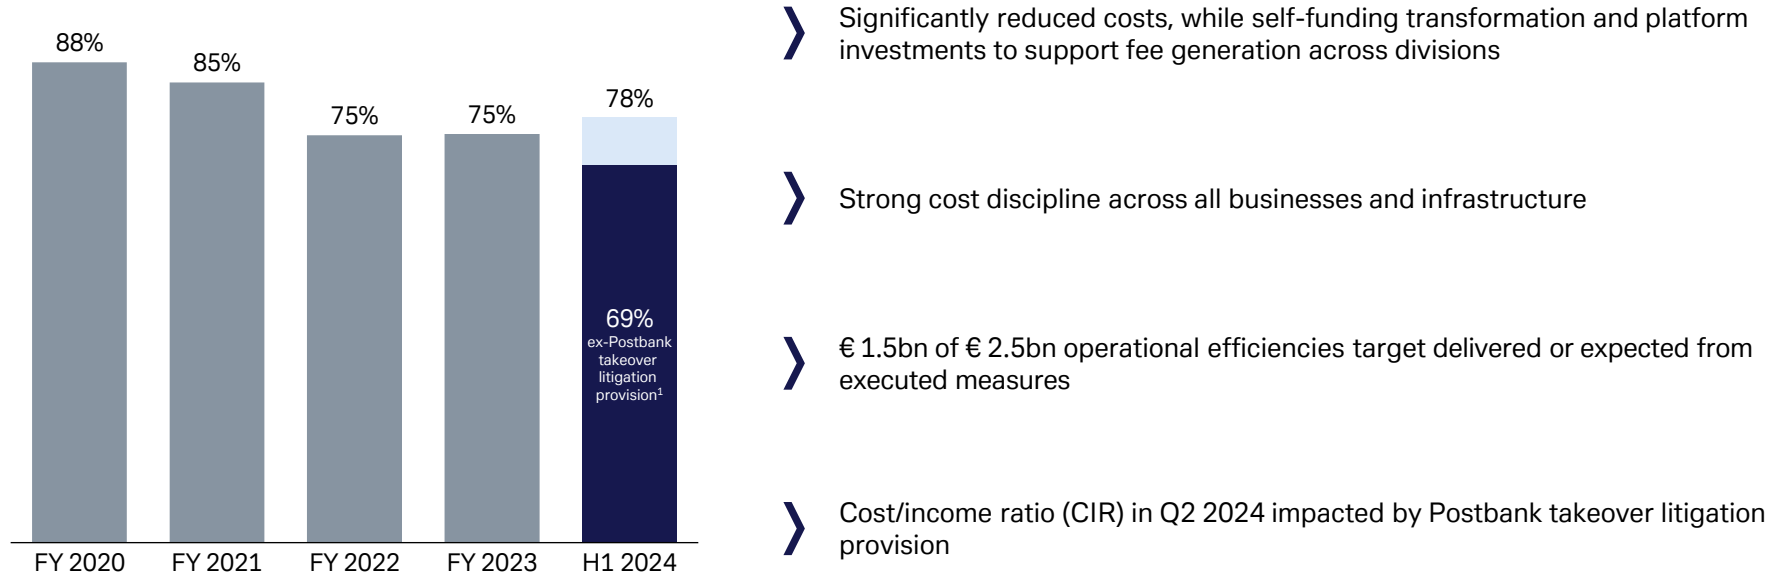 88%
85%
75%
75%
78%
69%
ex-Postbank
takeover
litigation
provision¹
FY 2020
FY 2021
FY 2022
FY 2023
H1 2024
Significantly reduced costs, while self-funding transformation and platform
investments to support fee generation across divisions
Strong cost discipline across all businesses and infrastructure
€ 1.5bn of € 2.5bn operational efficiencies target delivered or expected from
executed measures
Cost/income ratio (CIR) in Q2 2024 impacted by Postbank takeover litigation
provision